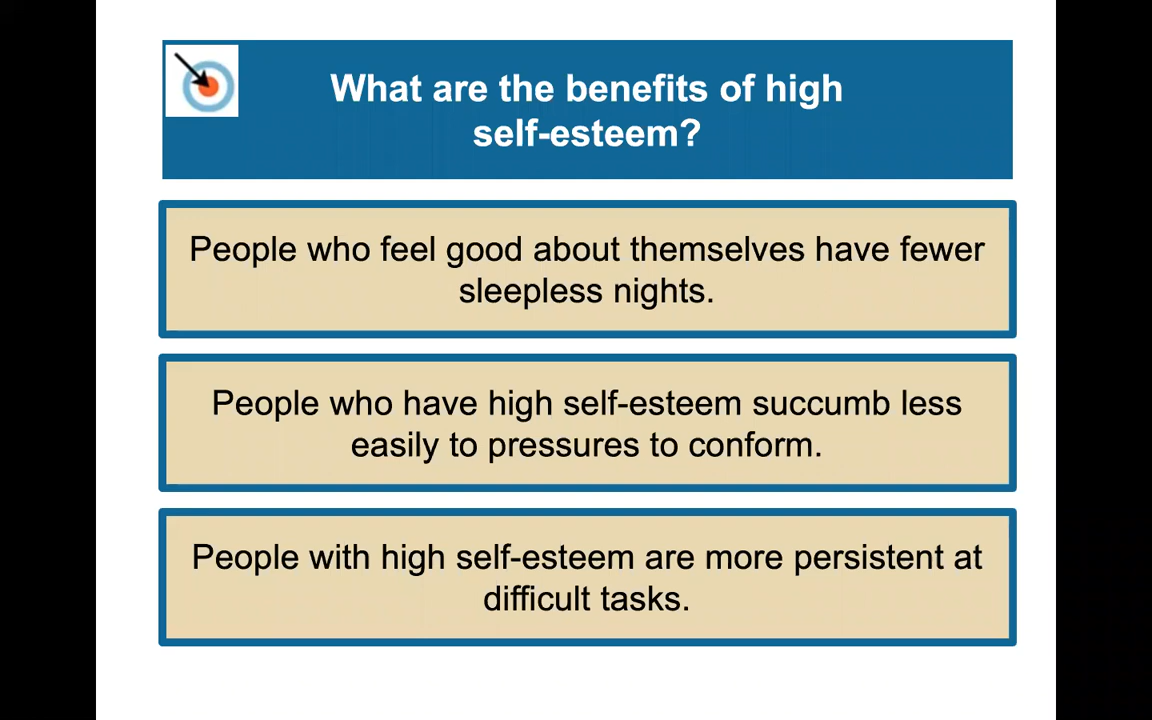 What are the benefits of high
self-esteem?
People who feel good about themselves have fewer
sleepless nights.
People who have high self-esteem succumb less
easily to pressures to conform.
People with high self-esteem are more persistent at
difficult tasks.